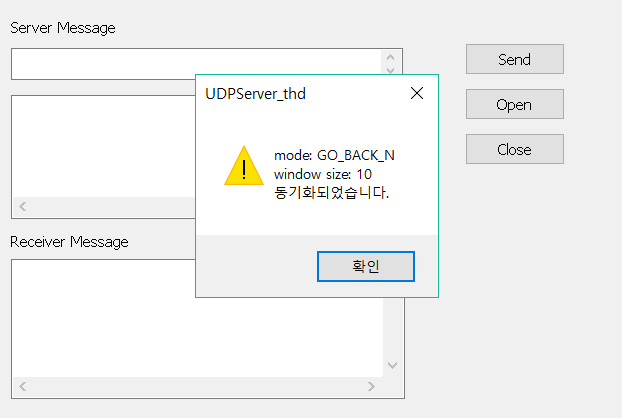 Server Message
Send
UDPServer_thd
Open
mode: GO_BACK_N
window size: 10
동기화되었습니다.
Close
Receiver Message
확인